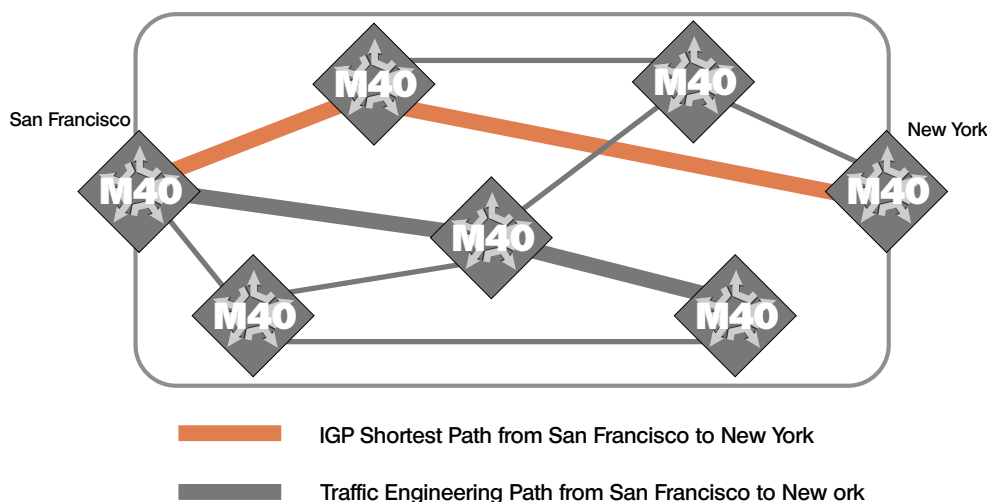 M40
M40
San Francisco
New York
M40
M40
M40
M40
M40
IGP Shortest Path from San Francisco to New York
Traffic Engineering Path from San Francisco to New ork